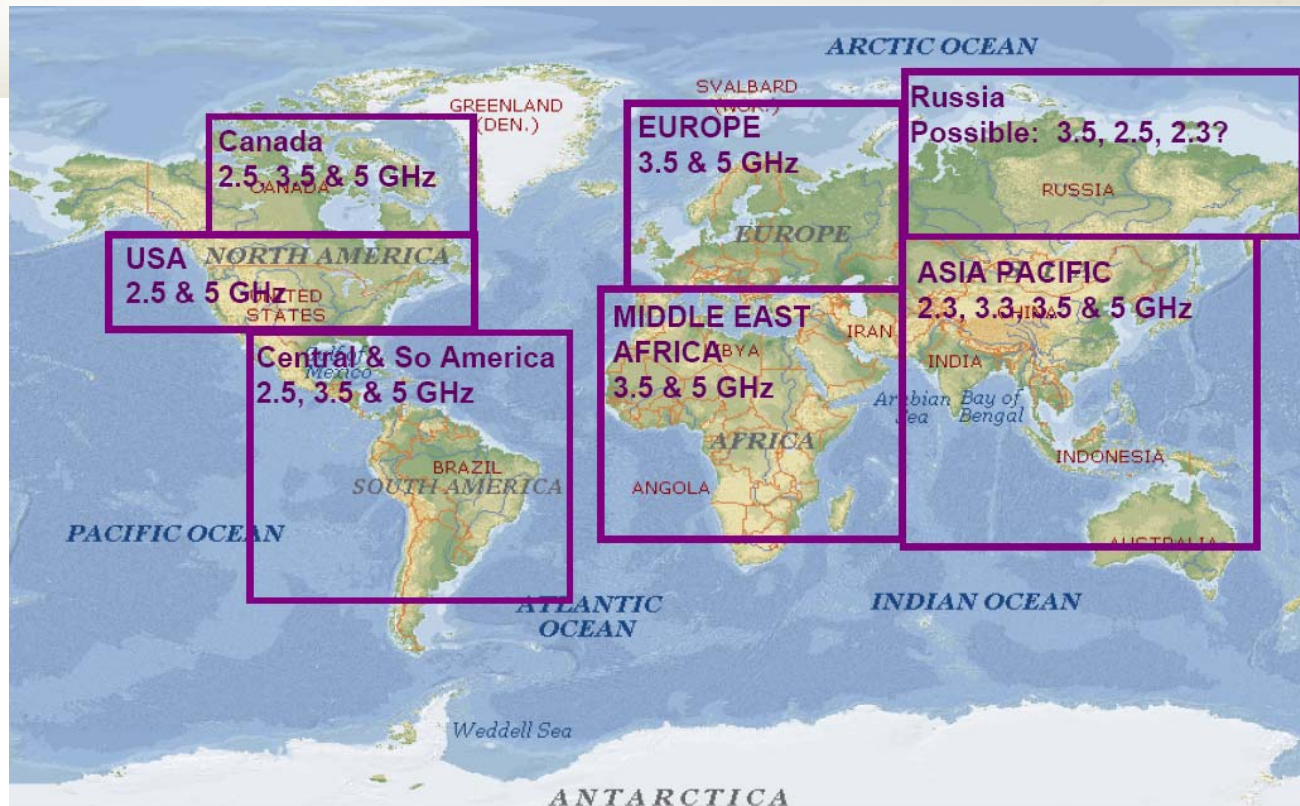 ARCTIC OCEAN
SVALBARD
(NOR.)
GREENLAND
(DEN.)
Russia
Possible: 3.5, 2.5, 2.3?
RUSSIA
Canada
2.5, 3.5 & 5 GHz
CANADA
EUROPE
3.5 & 5 GHz
EUROPE
USA
2.5 & 5 GHz
NORTH AMERICA
UNITED
STATES
ASIA PACIFIC
2.3, 3.3, 3.5 & 5 GHz
CHINA
INDIA
MIDDLE EAST
AFRICA
3.5 & 5 GHz
IRAN
Central & So America
2.5, 3.5 & 5 GHz
Gulf of
Mexico
Arabian
Sea
Bay of
Bengal
AFRICA
INDONESIA
BRAZIL
SOUTH AMERICA
ANGOLA
PACIFIC OCEAN
AUSTRALIA
ATLANTIC
OCEAN
INDIAN OCEAN
Weddell Sea
ANTARCTICA